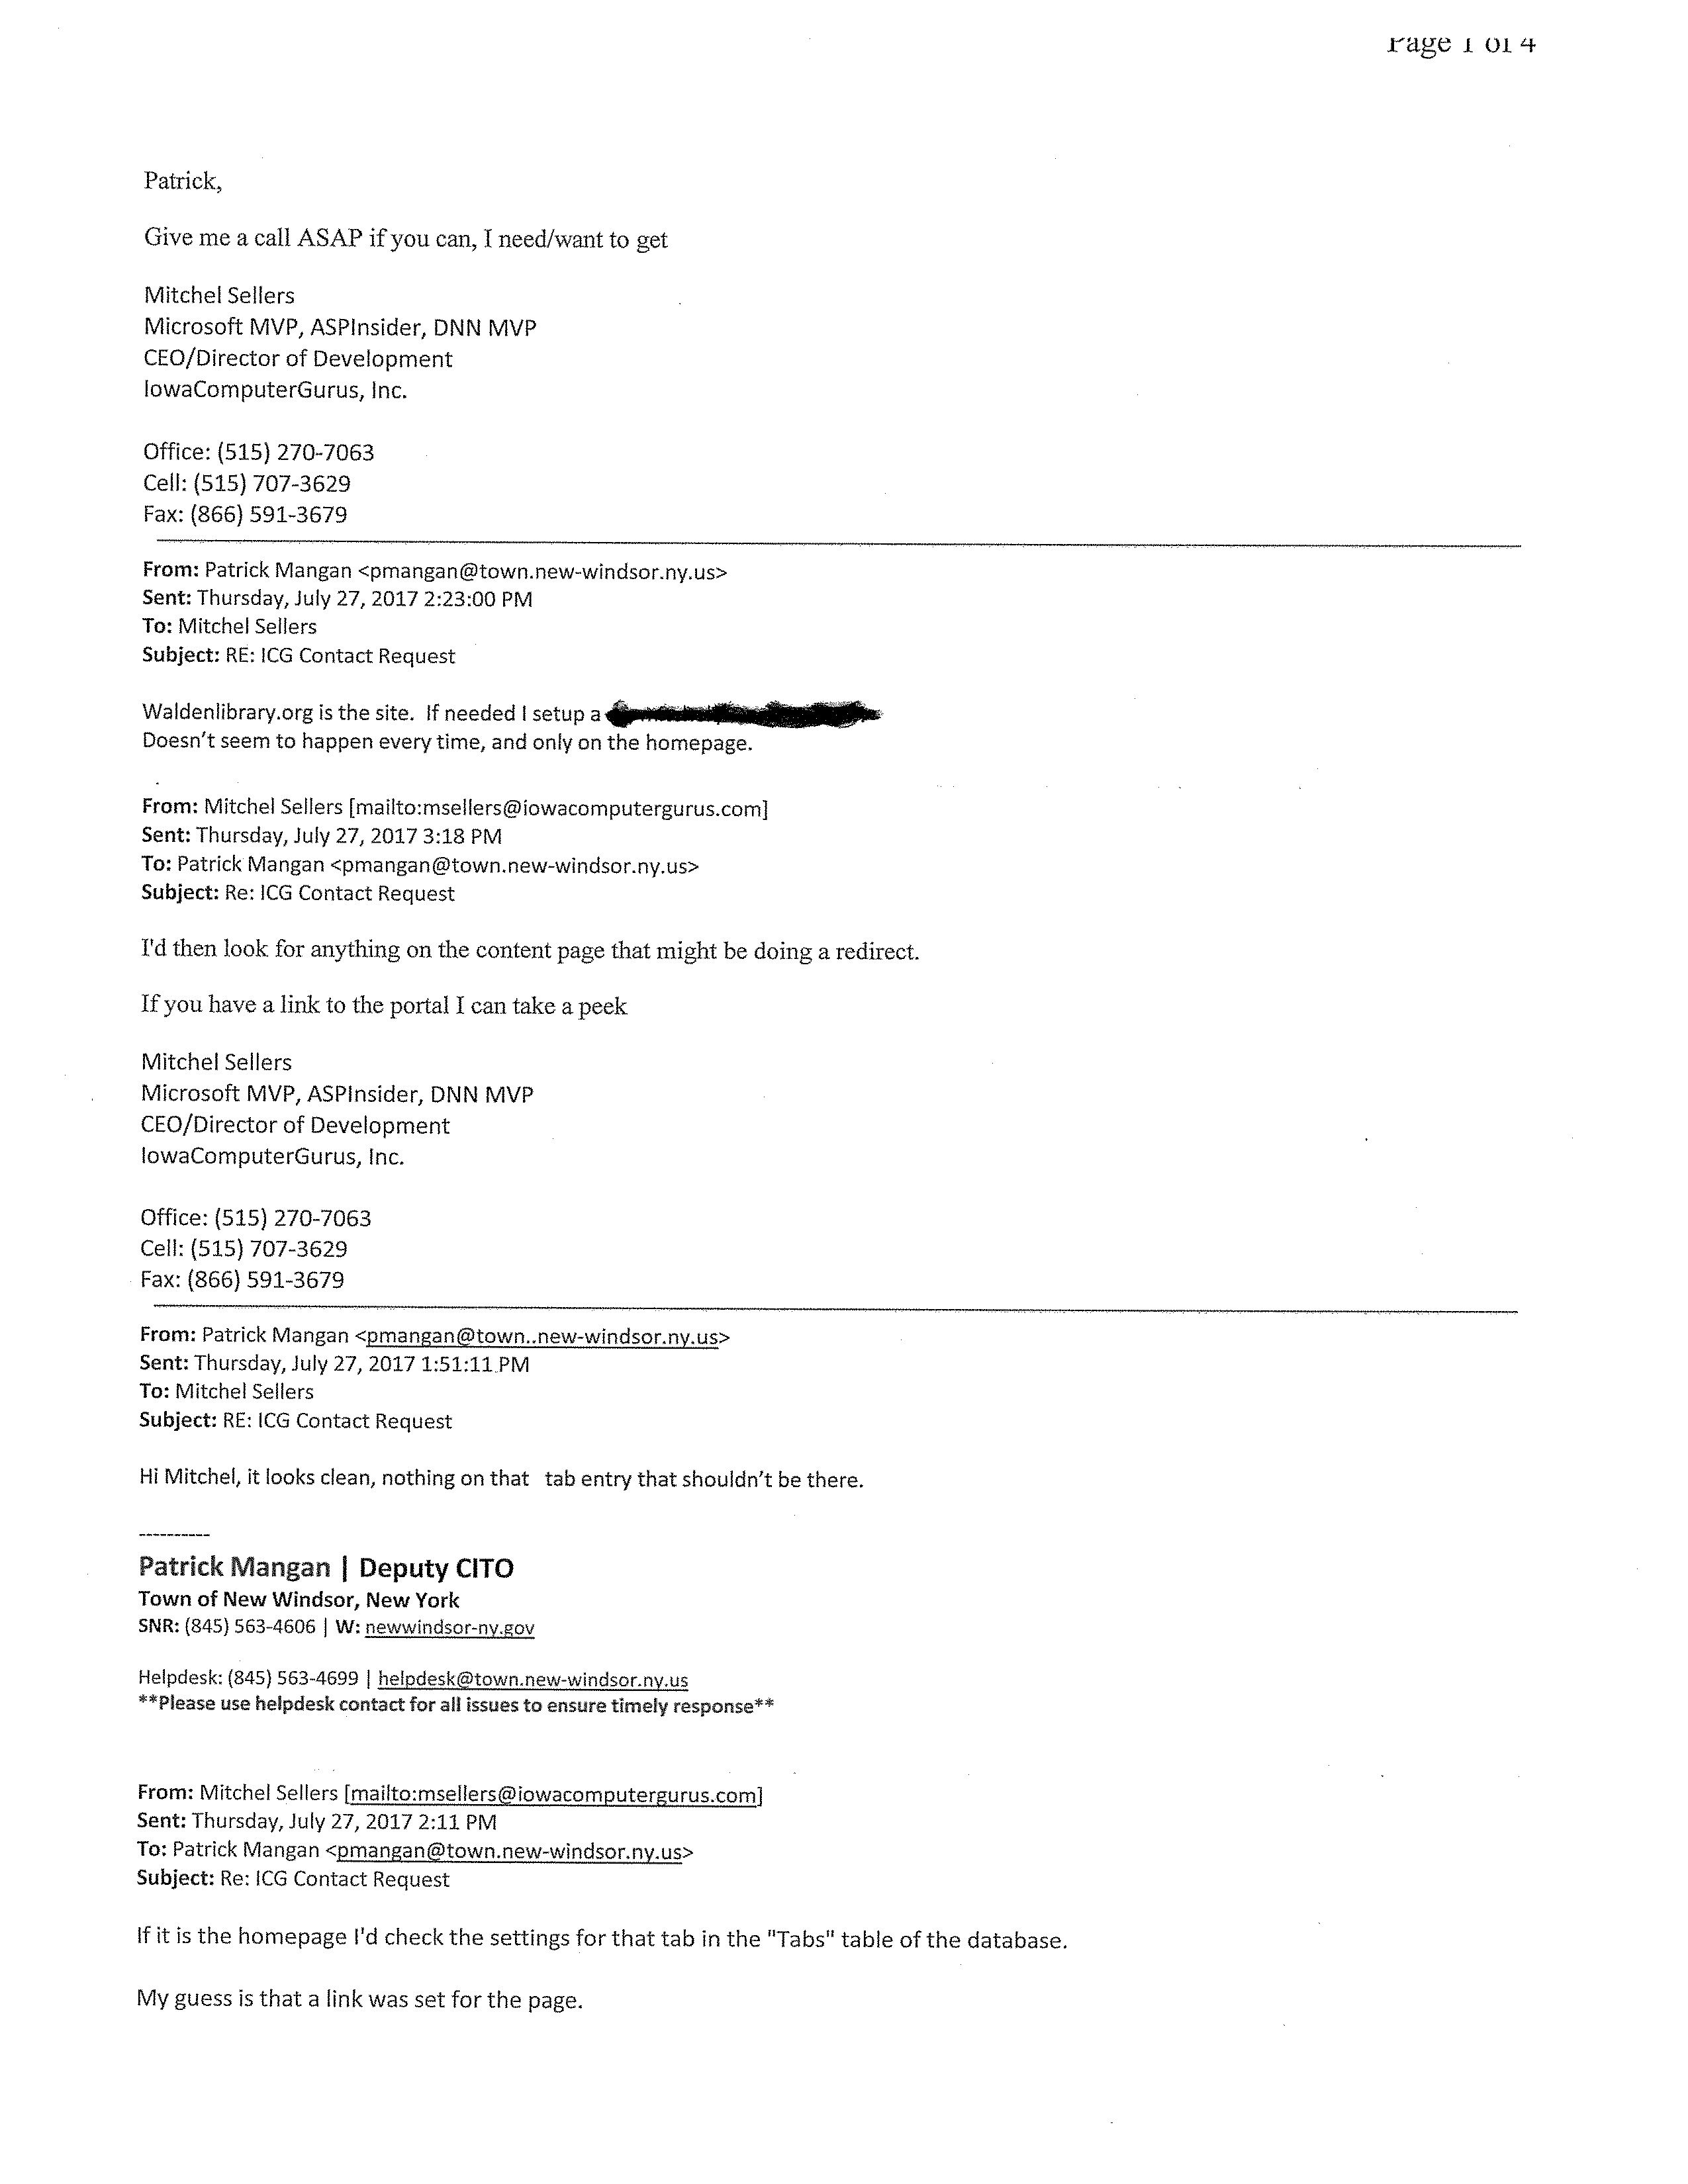 Page 1 of 4
Patrick,
Give me a call ASAP if you can, I need/want to get
Mitchel Sellers
Microsoft MVP, ASPInsider, DNN MVP
CEO/Director of Development
IowaComputerGurus, Inc.
Office: (515) 270-7063
Cell: (515) 707-3629
Fax: (866) 591-3679
From: Patrick Mangan <pmangan@town.new-windsor.ny.us>
Sent: Thursday, July 27, 2017 2:23:00 PM
To: Mitchel Sellers
Subject: RE: ICG Contact Request
Waldenlibrary.org is the site.  If needed I setup a
Doesn't seem to happen every time, and only on the homepage.
From: Mitchel Sellers [mailto:msellers@iowacomputergurus.com]
Sent: Thursday, July 27, 2017 3:18 PM
To: Patrick Mangan <pmangan@town.new-windsor.ny.us>
Subject: Re: ICG Contact Request
I'd then look for anything on the content page that might be doing a redirect.
If you have a link to the portal I can take a peek
Mitchel Sellers
Microsoft MVP, ASPInsider, DNN MVP
CEO/Director of Development
IowaComputerGurus, Inc.
Office: (515) 270-7063
Cell: (515) 707-3629
Fax: (866) 591-3679
From: Patrick Mangan <pmangan@town..new-windsor.ny.us>
Sent: Thursday, July 27, 2017 1:51:11 PM
To: Mitchel Sellers
Subject: RE: ICG Contact Request
Hi Mitchel, it looks clean, nothing on that  tab entry that shouldn't be there.
----------
Patrick Mangan | Deputy CITO
Town of New Windsor, New York
SNR: (845) 563-4606 | W: newwindsor-ny.gov
Helpdesk: (845) 563-4699 | helpdesk@town.new-windsor.ny.us
**Please use helpdesk contact for all issues to ensure timely response**
From: Mitchel Sellers [mailto:msellers@iowacomputergurus.com]
Sent: Thursday, July 27, 2017 2:11 PM
To: Patrick Mangan <pmangan@town.new-windsor.ny.us>
Subject: Re: ICG Contact Request
If it is the homepage I'd check the settings for that tab in the "Tabs" table of the database.
My guess is that a link was set for the page.